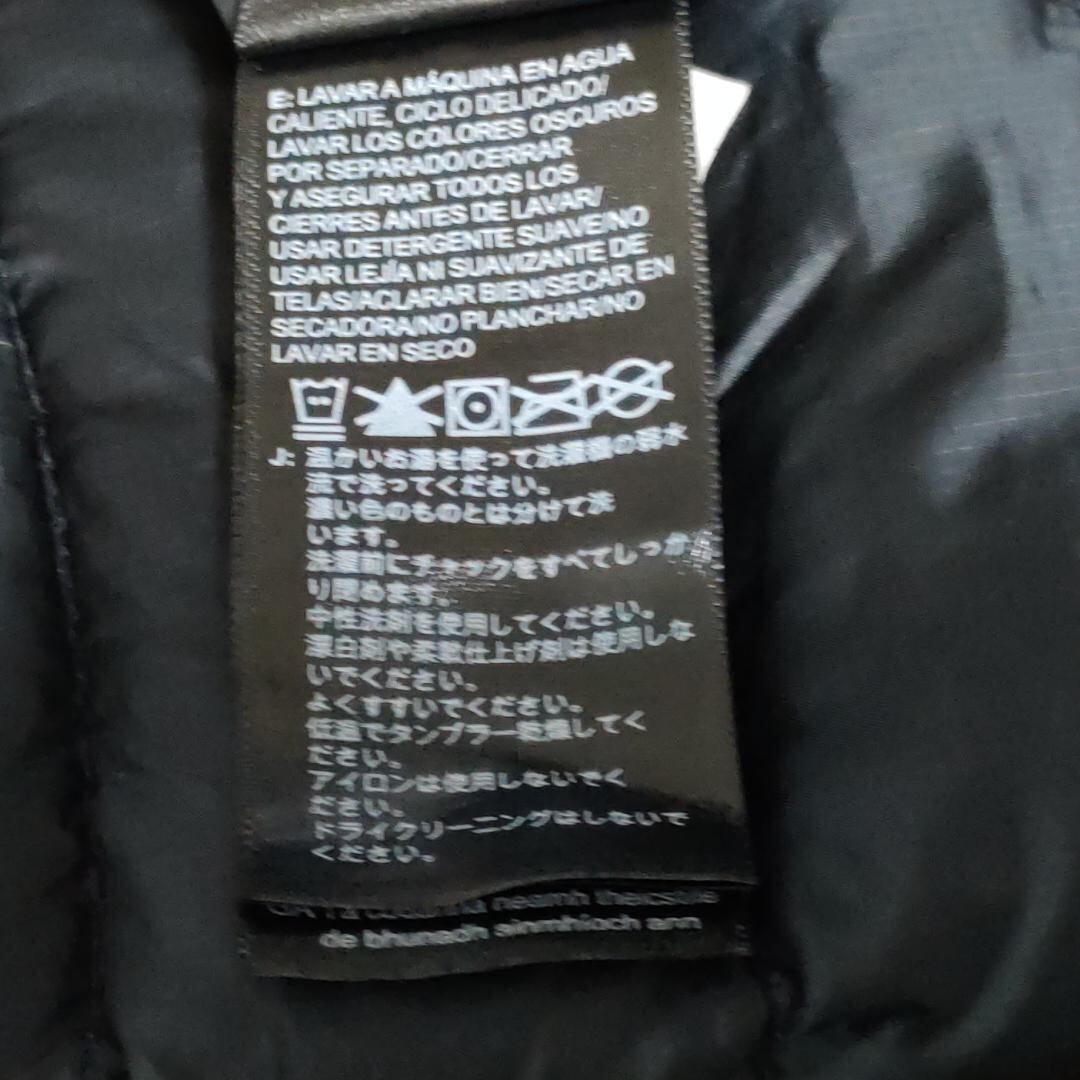 E: LAVAR A MÁQUINA EN AGUA
CALIENTE, CICLO DELICADO/
LAVAR LOS COLORES OSCUROS
POR SEPARADO/CERRAR
Y ASEGURAR TODOS LOS
CIERRES ANTES DE LAVAR/
USAR DETERGENTE SUAVE/NO
USAR LEJÍA NI SUAVIZANTE DE
TELAS/ACLARAR BIEN/SECAR EN
SECADORA/NO PLANCHAR/NO
LAVAR EN SECO
J: 温かいお湯を使って洗濯機の弱水
流で洗ってください。
濃い色のものとは分けて洗
います。
洗濯前にチャックをすべてしっか
り閉めます。
中性洗剤を使用してください。
漂白剤や柔軟仕上げ剤は使用しな
いでください。
よくすすいでください。
低温でタンブラー乾燥してく
ださい。
アイロンは使用しないでく
ださい。
ドライクリーニングはしないで
ください。
neamh theicstíle
de bhunadh ainmhíoch ann